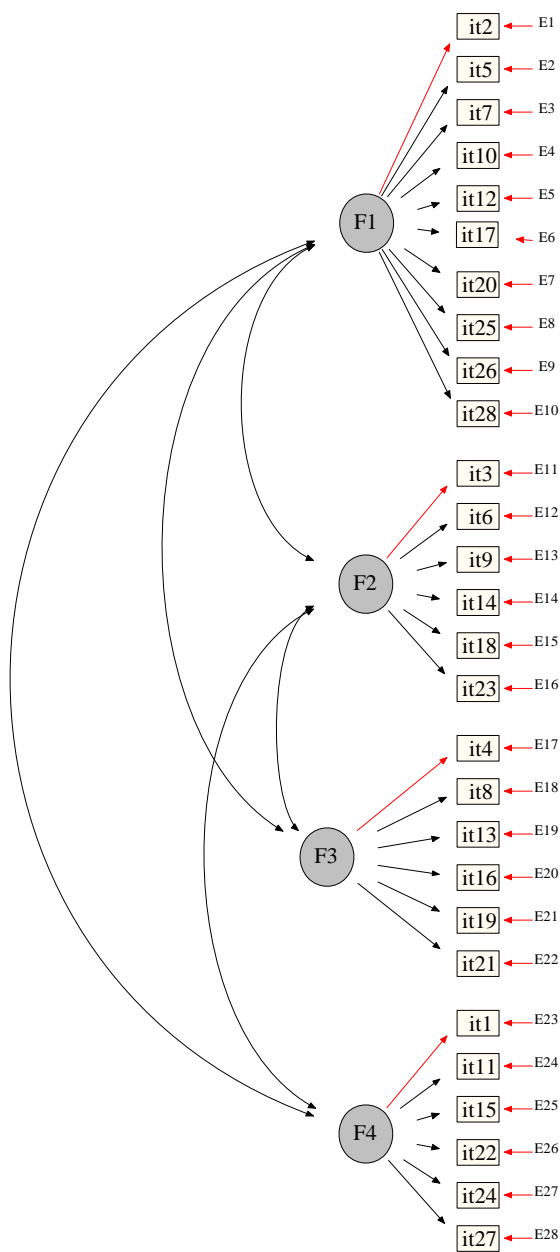 it2 E1
it5 E2
it7 E3
it10 E4
it12 E5
F1
it17 E6
it20 E7
it25 E8
it26 E9
it28 E10
it3 E11
it6 E12
it9 E13
F2
it14 E14
it18 E15
it23 E16
it4 E17
it8 E18
it13 E19
F3
it16 E20
it19 E21
it21 E22
it1 E23
it11 E24
it15 E25
F4
it22 E26
it24 E27
it27 E28